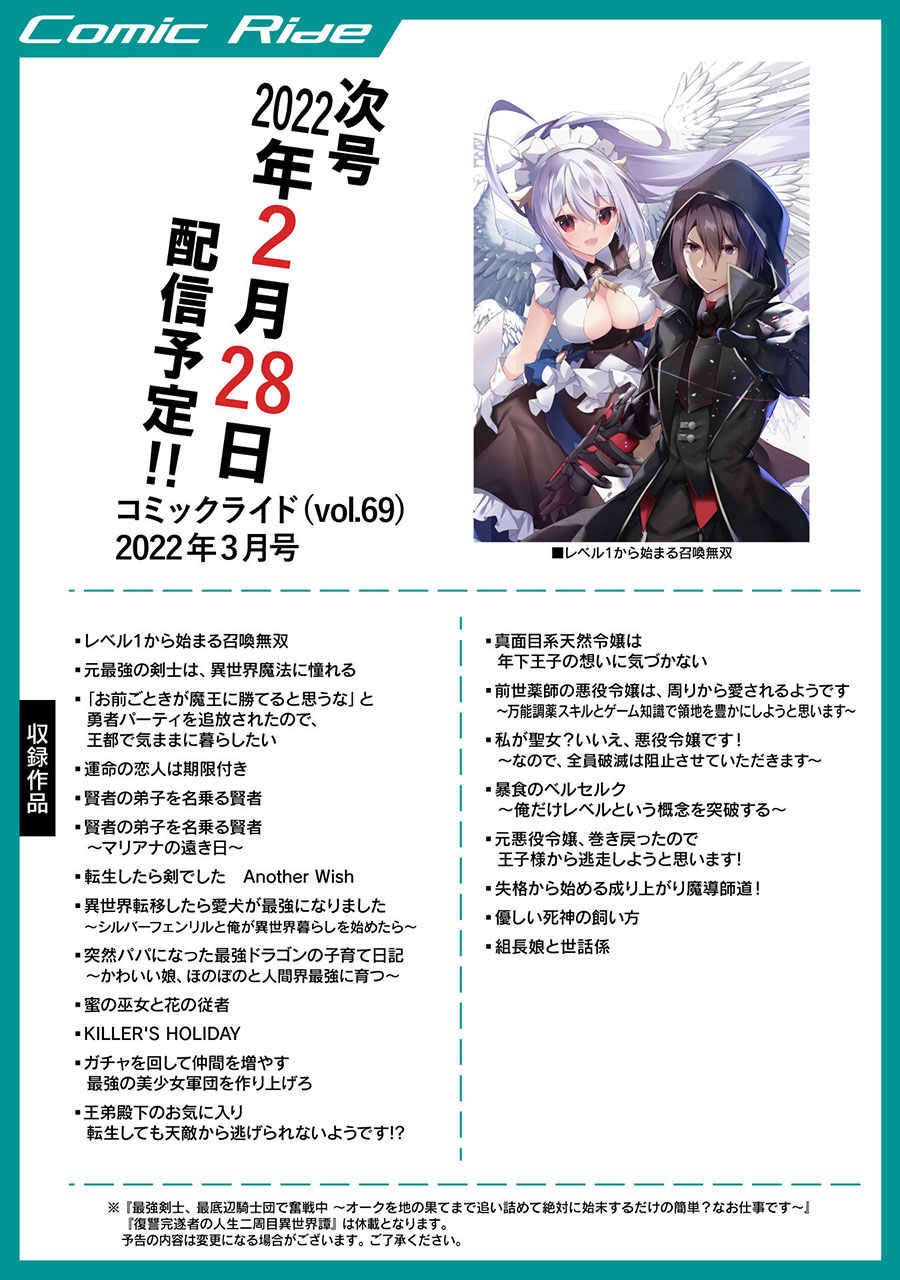 Comic Ride
次号
2022年2月28日
配信予定!!
コミックライド（vol.69）
2022年3月号
■レベル1から始まる召喚無双
収録作品
▪レベル1から始まる召喚無双
▪元最強の剣士は、異世界魔法に憧れる
▪「お前ごときが魔王に勝てると思うな」と
勇者パーティを追放されたので、
王都で気ままに暮らしたい
▪運命の恋人は期限付き
▪賢者の弟子を名乗る賢者
▪賢者の弟子を名乗る賢者
～マリアナの遠き日～
▪転生したら剣でした　Another Wish
▪異世界転移したら愛犬が最強になりました
～シルバーフェンリルと俺が異世界暮らしを始めたら～
▪突然パパになった最強ドラゴンの子育て日記
～かわいい娘、ほのぼのと人間界最強に育つ～
▪蜜の巫女と花の従者
▪KILLER'S HOLIDAY
▪ガチャを回して仲間を増やす
最強の美少女軍団を作り上げろ
▪王弟殿下のお気に入り
転生しても天敵から逃げられないようです!?
▪真面目系天然令嬢は
年下王子の想いに気づかない
▪前世薬師の悪役令嬢は、周りから愛されるようです
～万能調薬スキルとゲーム知識で領地を豊かにしようと思います～
▪私が聖女？いいえ、悪役令嬢です！
～なので、全員破滅は阻止させていただきます～
▪暴食のベルセルク
～俺だけレベルという概念を突破する～
▪元悪役令嬢、巻き戻ったので
王子様から逃走しようと思います!
▪失格から始める成り上がり魔導師道！
▪優しい死神の飼い方
▪組長娘と世話係
※『最強剣士、最底辺騎士団で奮戦中 ～オークを地の果てまで追い詰めて絶対に始末するだけの簡単？なお仕事です～』
『復讐完遂者の人生二周目異世界譚』は休載となります。
予告の内容は変更になる場合がございます。ご了承ください。